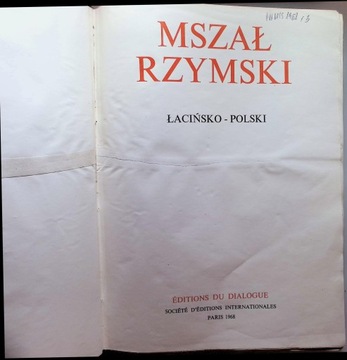 MSZAŁ
RZYMSKI
ŁACIŃSKO - POLSKI
ÉDITIONS DU DIALOGUE
SOCIÉTÉ D'ÉDITIONS INTERNATIONALES
PARIS 1968